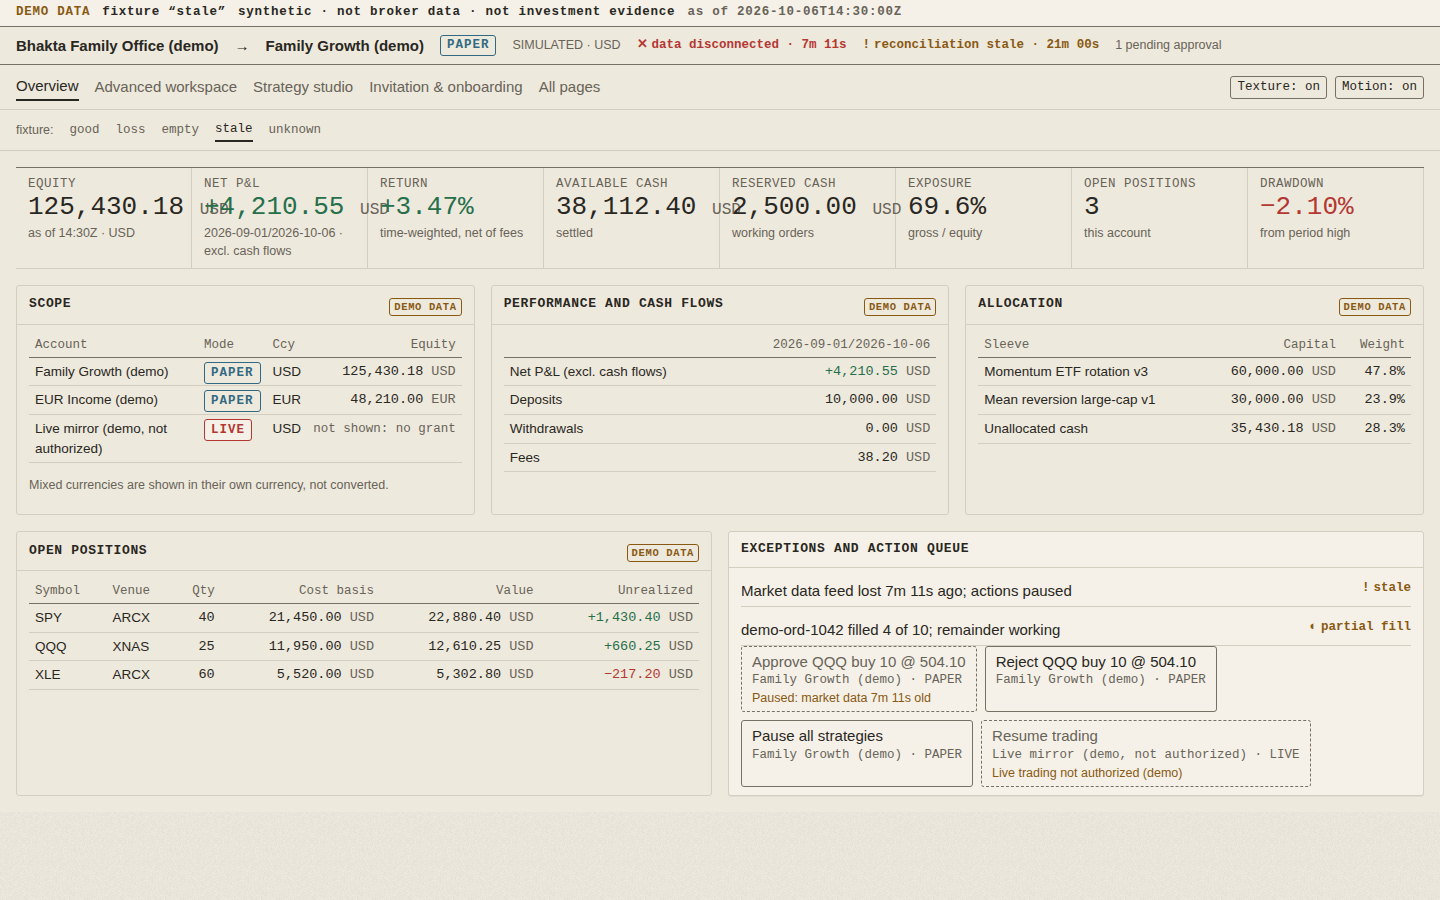 DEMO DATA fixture “stale” synthetic · not broker data · not investment evidence as of 2026-10-06T14:30:00Z
Bhakta Family Office (demo) → Family Growth (demo) PAPER SIMULATED · USD ✕ data disconnected · 7m 11s ! reconciliation stale · 21m 00s 1 pending approval
Overview Advanced workspace Strategy studio Invitation & onboarding All pages Texture: on Motion: on
fixture: good loss empty stale unknown
EQUITY NET P&L RETURN AVAILABLE CASH RESERVED CASH EXPOSURE OPEN POSITIONS DRAWDOWN
125,430.18 USD +4,210.55 USD +3.47% 38,112.40 USD 2,500.00 USD 69.6% 3 −2.10%
as of 14:30Z · USD 2026-09-01/2026-10-06 · time-weighted, net of fees settled working orders gross / equity this account from period high
excl. cash flows
SCOPE DEMO DATA
Account Mode Ccy Equity
Family Growth (demo) PAPER USD 125,430.18 USD
EUR Income (demo) PAPER EUR 48,210.00 EUR
Live mirror (demo, not LIVE USD not shown: no grant
authorized)
Mixed currencies are shown in their own currency, not converted.
PERFORMANCE AND CASH FLOWS DEMO DATA
2026-09-01/2026-10-06
Net P&L (excl. cash flows) +4,210.55 USD
Deposits 10,000.00 USD
Withdrawals 0.00 USD
Fees 38.20 USD
ALLOCATION DEMO DATA
Sleeve Capital Weight
Momentum ETF rotation v3 60,000.00 USD 47.8%
Mean reversion large-cap v1 30,000.00 USD 23.9%
Unallocated cash 35,430.18 USD 28.3%
OPEN POSITIONS DEMO DATA
Symbol Venue Qty Cost basis Value Unrealized
SPY ARCX 40 21,450.00 USD 22,880.40 USD +1,430.40 USD
QQQ XNAS 25 11,950.00 USD 12,610.25 USD +660.25 USD
XLE ARCX 60 5,520.00 USD 5,302.80 USD −217.20 USD
EXCEPTIONS AND ACTION QUEUE
Market data feed lost 7m 11s ago; actions paused ! stale
demo-ord-1042 filled 4 of 10; remainder working partial fill
Approve QQQ buy 10 @ 504.10
Family Growth (demo) · PAPER
Paused: market data 7m 11s old
Reject QQQ buy 10 @ 504.10
Family Growth (demo) · PAPER
Pause all strategies
Family Growth (demo) · PAPER
Resume trading
Live mirror (demo, not authorized) · LIVE
Live trading not authorized (demo)